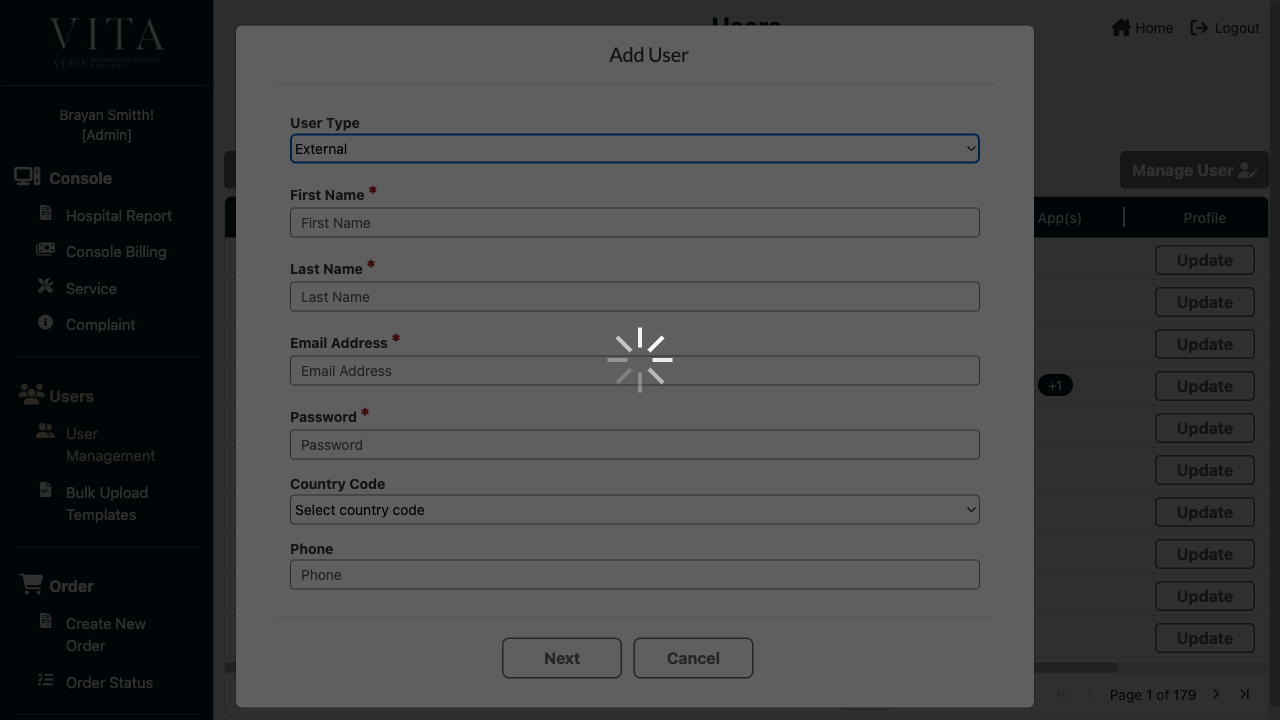 VITA
VERO
Brayan Smitth!
[Admin]
Console
Hospital Report
Console Billing
Service
Complaint
Users
User
Management
Bulk Upload
Templates
Order
Create New
Order
Order Status
Users
Home
Logout
Manage User
App(s)
Profile
Update
Update
Update
+1
Update
Update
Update
Update
Update
Update
Update
Page 1 of 179
Add User
User Type
External
First Name *
First Name
Last Name *
Last Name
Email Address *
Email Address
Password *
Password
Country Code
Select country code
Phone
Phone
Next
Cancel